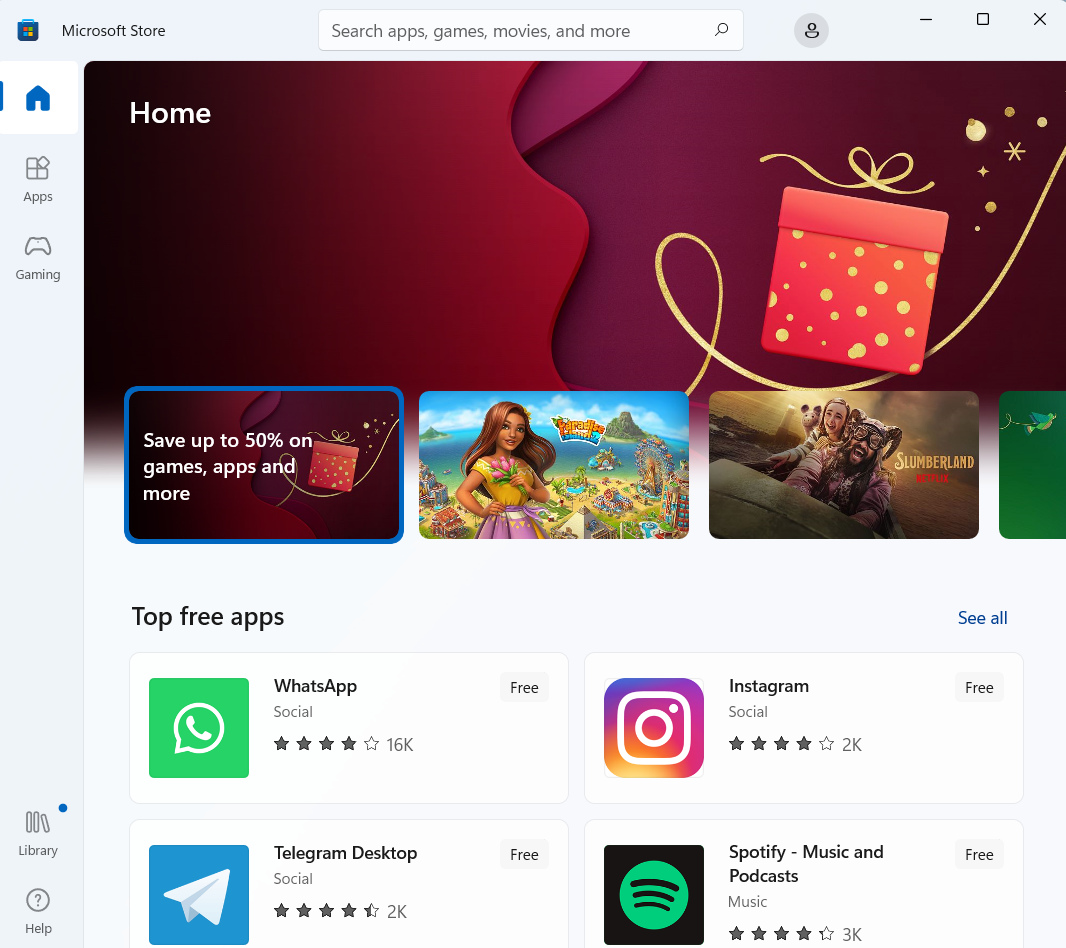 Microsoft Store
Search apps, games, movies, and more
Home
Apps
Gaming
Save up to 50% on
games, apps and
more
Paradise
Island 2
SLUMBERLAND
NETFLIX
Top free apps
See all
WhatsApp
Free
Social
16K
Instagram
Free
Social
2K
Telegram Desktop
Free
Social
2K
Spotify - Music and
Podcasts
Free
Music
3K
Library
Help